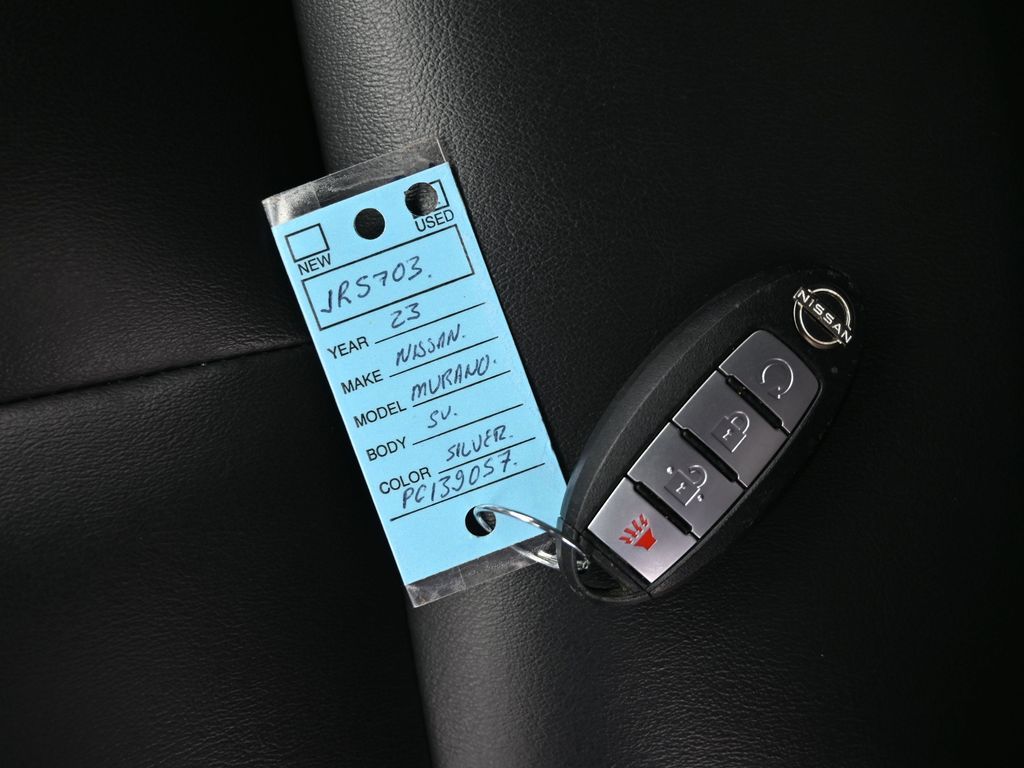 USED
NEW
JRS703.
YEAR 23
MAKE NISSAN.
MODEL MURANO.
BODY SV.
COLOR SILVER.
PC139057.
NISSAN